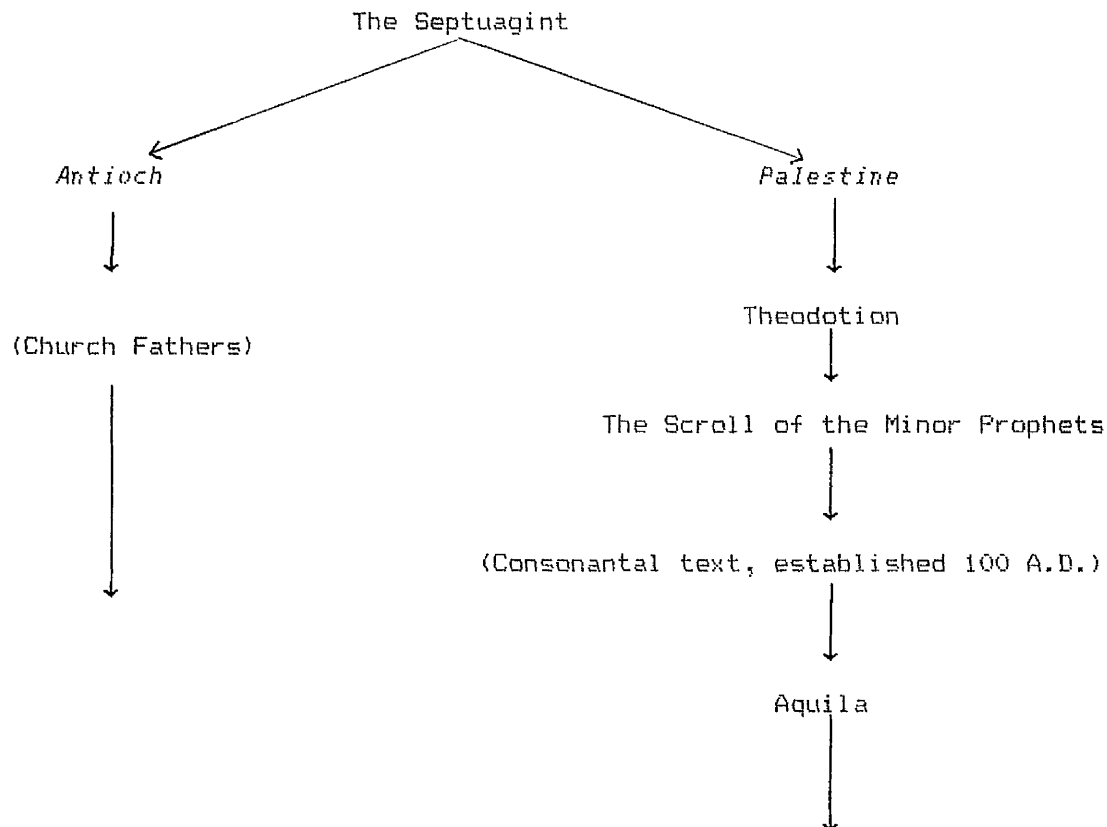 The Septuagint
Antioch
Palestine
Theodotion
(Church Fathers)
The Scroll of the Minor Prophets
(Consonantal text, established 100 A.D.)
Aquila